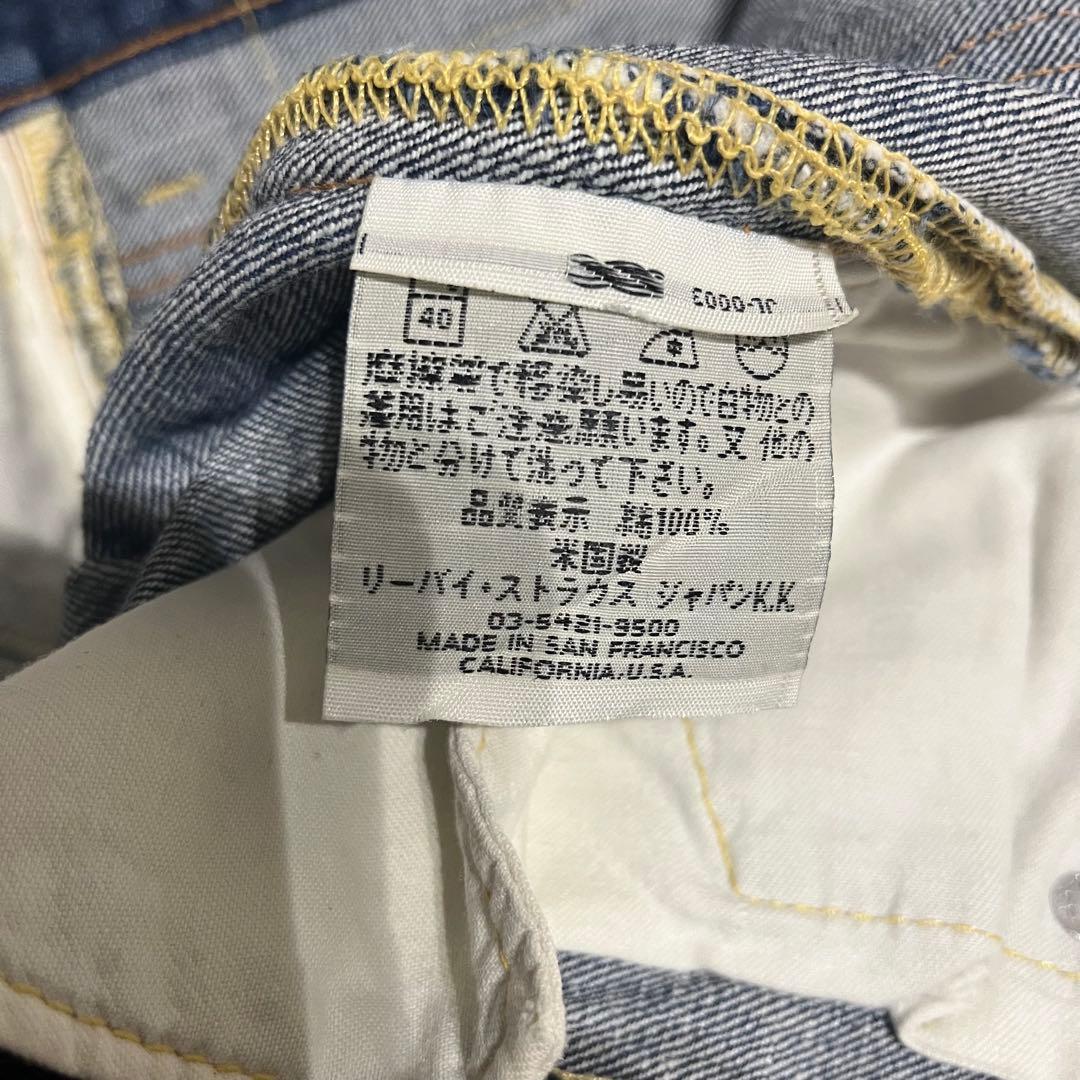 JL-0003
40
摩擦等で移染し易いので白物との
着用はご注意願います。又 他の
物と分けて洗って下さい。
品質表示 綿100%
米国製
リーバイ・ストラウス ジャパンK.K
03-5421-9500
MADE IN SAN FRANCISCO
CALIFORNIA.U.S.A.